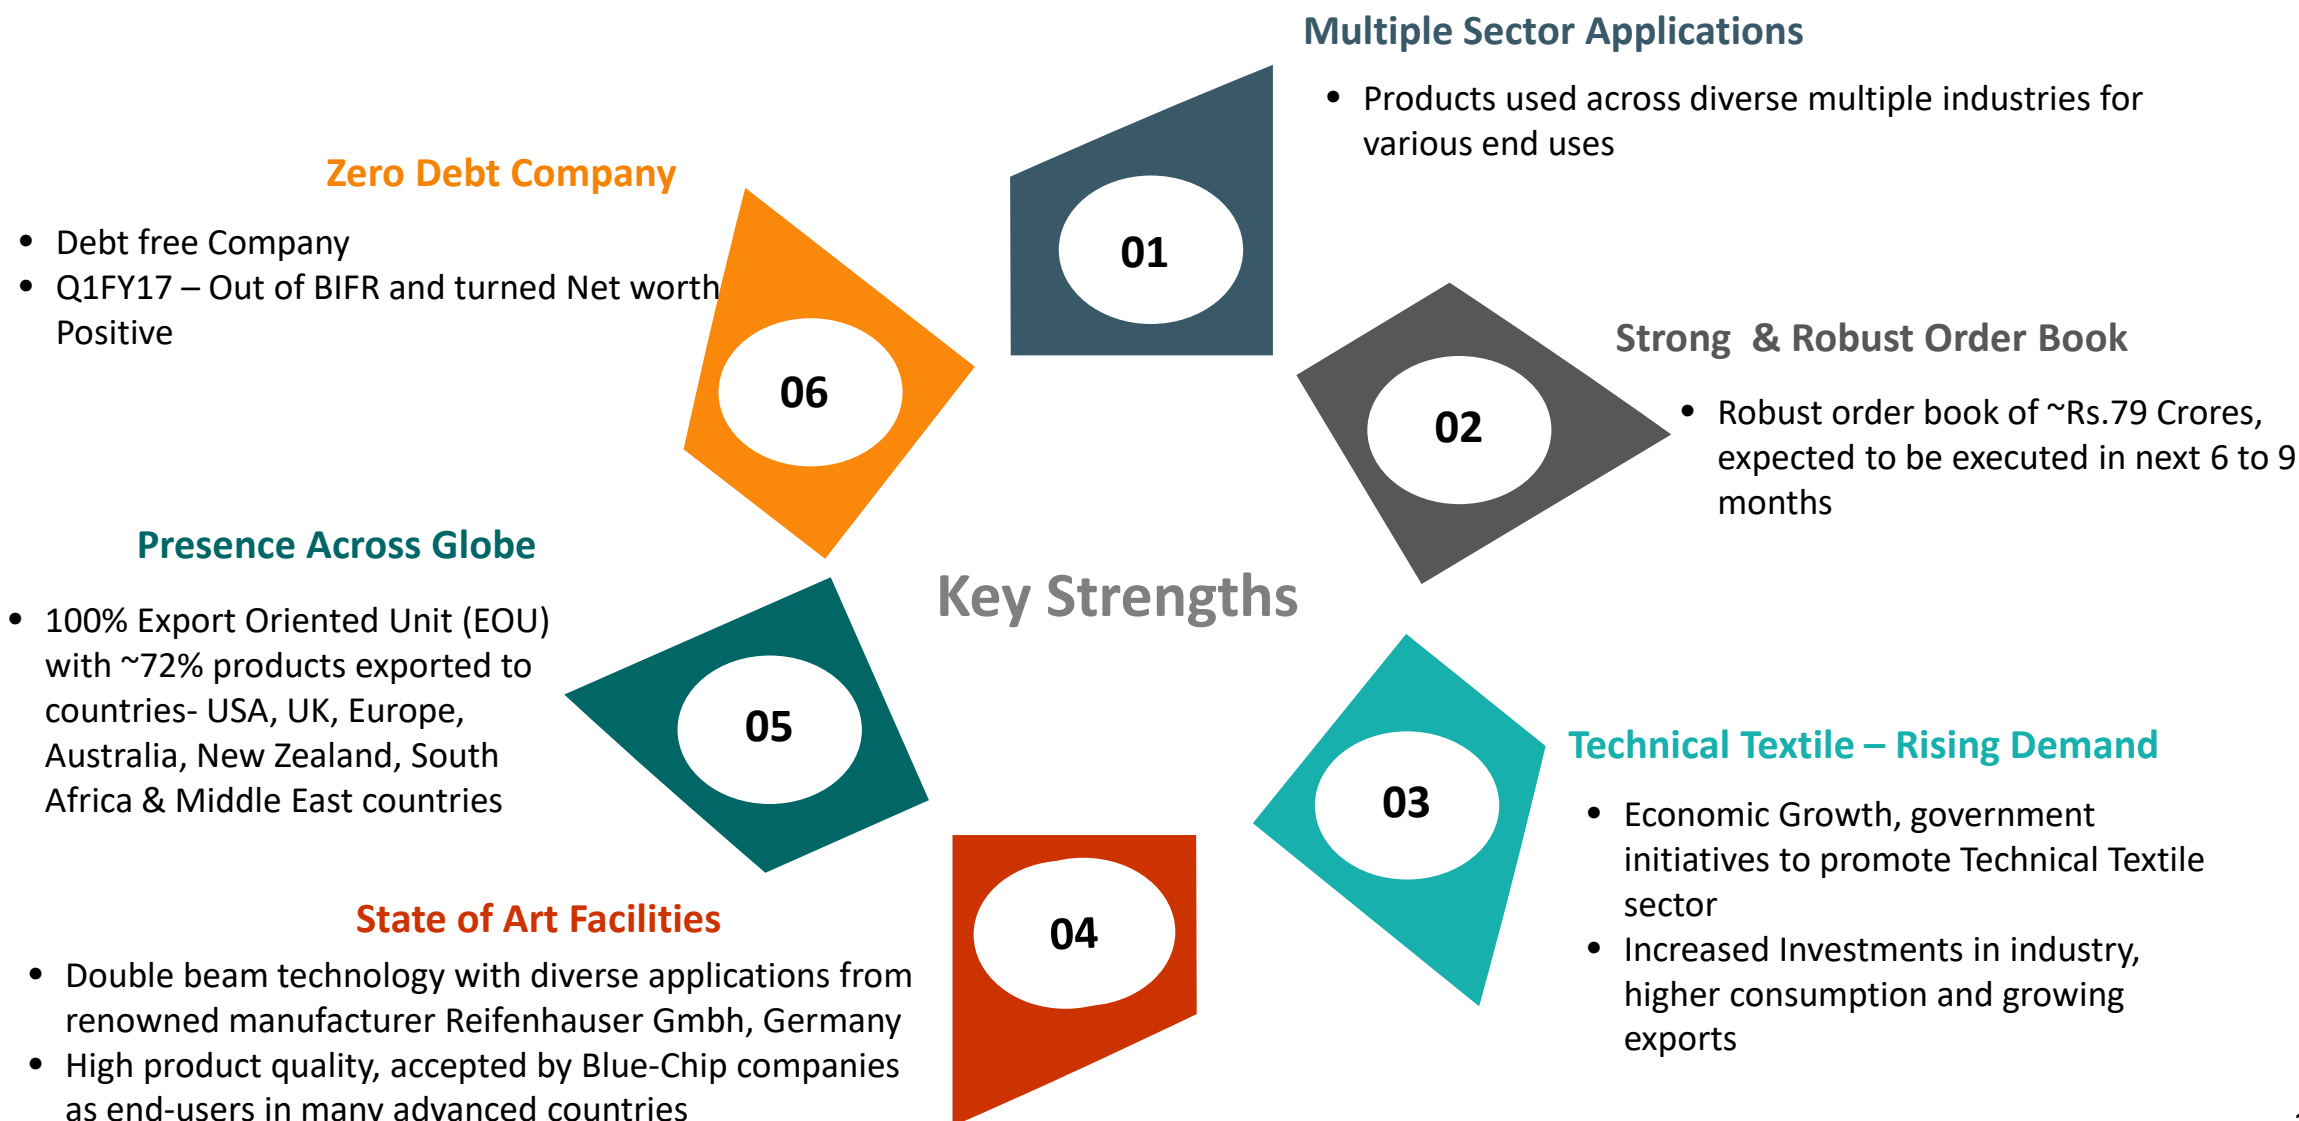 Multiple Sector Applications
• Products used across diverse multiple industries for
various end uses
01
Strong & Robust Order Book
• Robust order book of ~Rs.79 Crores,
expected to be executed in next 6 to 9
months
02
Technical Textile – Rising Demand
• Economic Growth, government
initiatives to promote Technical Textile
sector
• Increased Investments in industry,
higher consumption and growing
exports
03
State of Art Facilities
• Double beam technology with diverse applications from
renowned manufacturer Reifenhauser Gmbh, Germany
• High product quality, accepted by Blue-Chip companies
as end-users in many advanced countries
04
Presence Across Globe
• 100% Export Oriented Unit (EOU)
with ~72% products exported to
countries- USA, UK, Europe,
Australia, New Zealand, South
Africa & Middle East countries
05
Zero Debt Company
• Debt free Company
• Q1FY17 – Out of BIFR and turned Net worth
Positive
06
Key Strengths